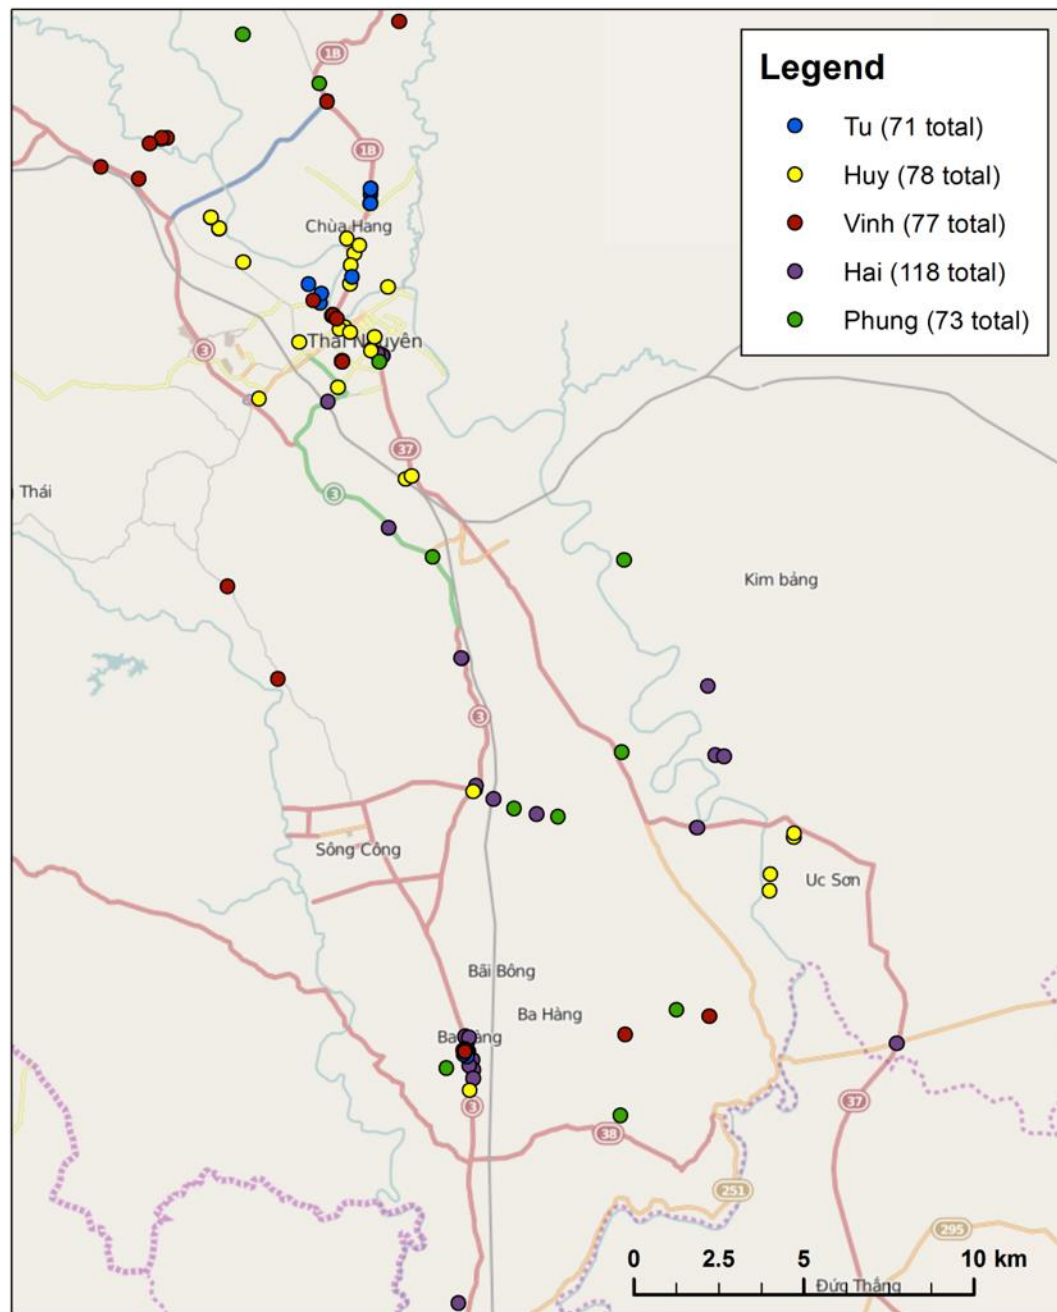 1B
Legend
Tu (71 total)
1B
Huy (78 total)
Chùa Hang
Vinh (77 total)
Hai (118 total)
Phung (73 total)
Thái Nguyên
3
37
Thái
3
Kim bảng
3
Sông Công
Uc Sơn
Bãi Bông
Ba Hàng
Ba Hàng
3
37
38
251
295
0
2.5
5
10 km
Đức Thắng